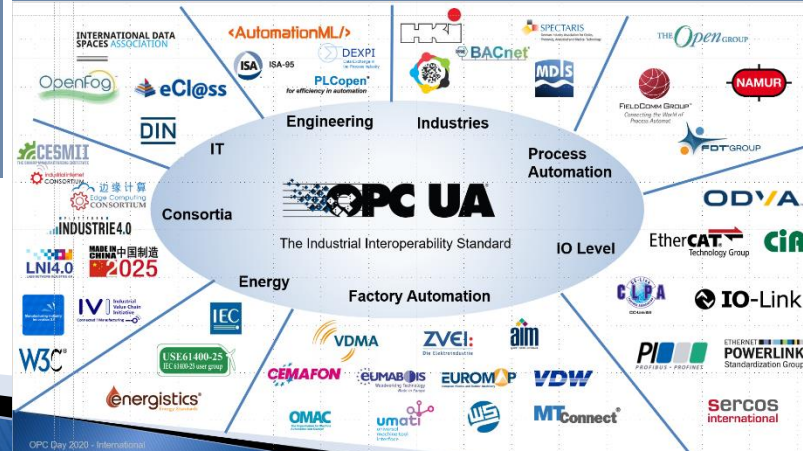 INTERNATIONAL DATA
SPACES ASSOCIATION
OpenFog
eCl@ss
DIN
IT
<AutomationML/>
ISA
ISA-95
DEXPI
PLCopen
for efficiency in automation
Engineering
SPECTARIS
BACnet
MDIS
Industries
THE Open GROUP
FIELDCOMM GROUP
Connecting the World of
Process Automation
NAMUR
FDT GROUP
Process
Automation
CESMII
CONSORTIUM
边缘计算
Edge Computing
CONSORTIUM
INDUSTRIE4.0
LNI4.0
MADE IN
CHINA 中国制造
2025
Industrial
Value Chain
Initiative
IVI
W3C
Consortia
OPC UA
The Industrial Interoperability Standard
ODVA
EtherCAT
Technology Group
CiA
CLPA
IO-Link
PI
PROFIBUS • PROFINET
ETHERNET
POWERLINK
Standardization Group
sercos
international
IO Level
Energy
IEC
USE61400-25
IEC 61400-25 user group
energistics
Factory Automation
VDMA
ZVEI:
Die Elektroindustrie
aim
CEMAFON
EUMABOIS
EUROMAP
VDW
OMAC
umati
WS
MTConnect
OPC Day 2020 - International